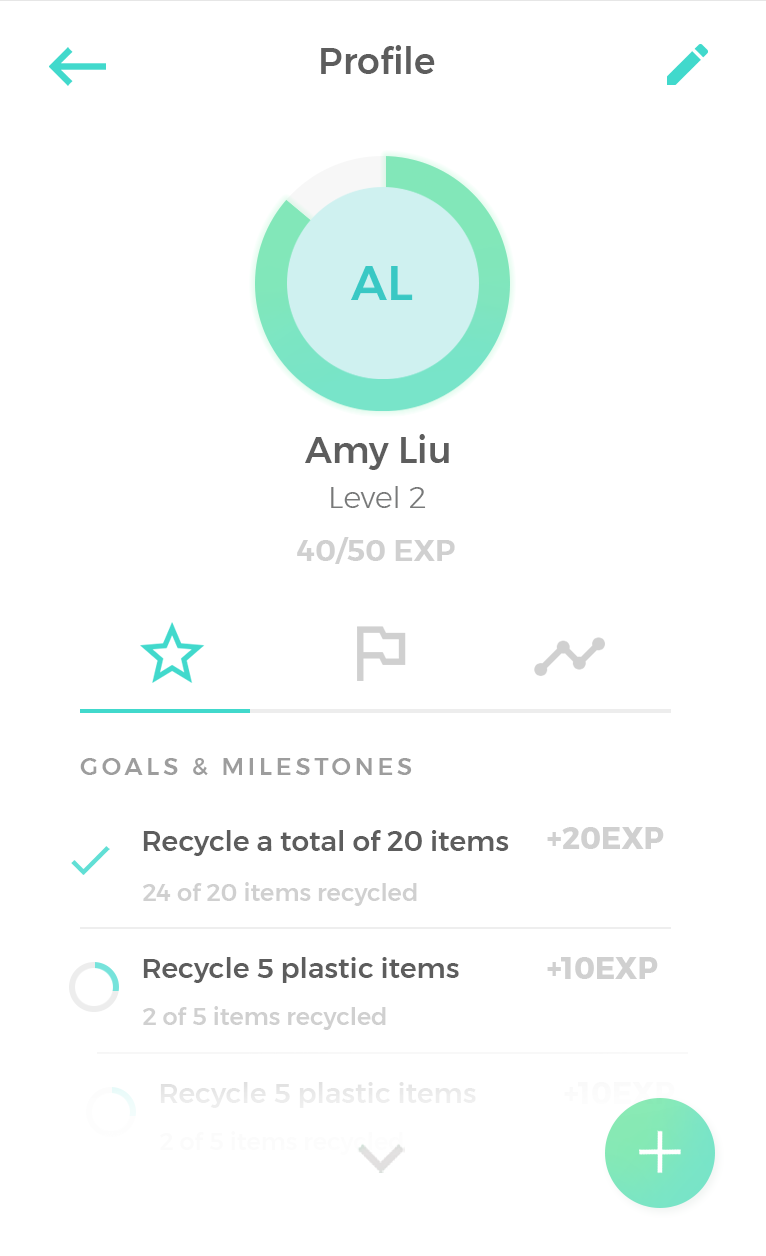 Profile
AL
Amy Liu
Level 2
40/50 EXP
GOALS & MILESTONES
Recycle a total of 20 items
+20EXP
24 of 20 items recycled
Recycle 5 plastic items
+10EXP
2 of 5 items recycled
Recycle 5 plastic items
+10EXP
2 of 5 items recycled